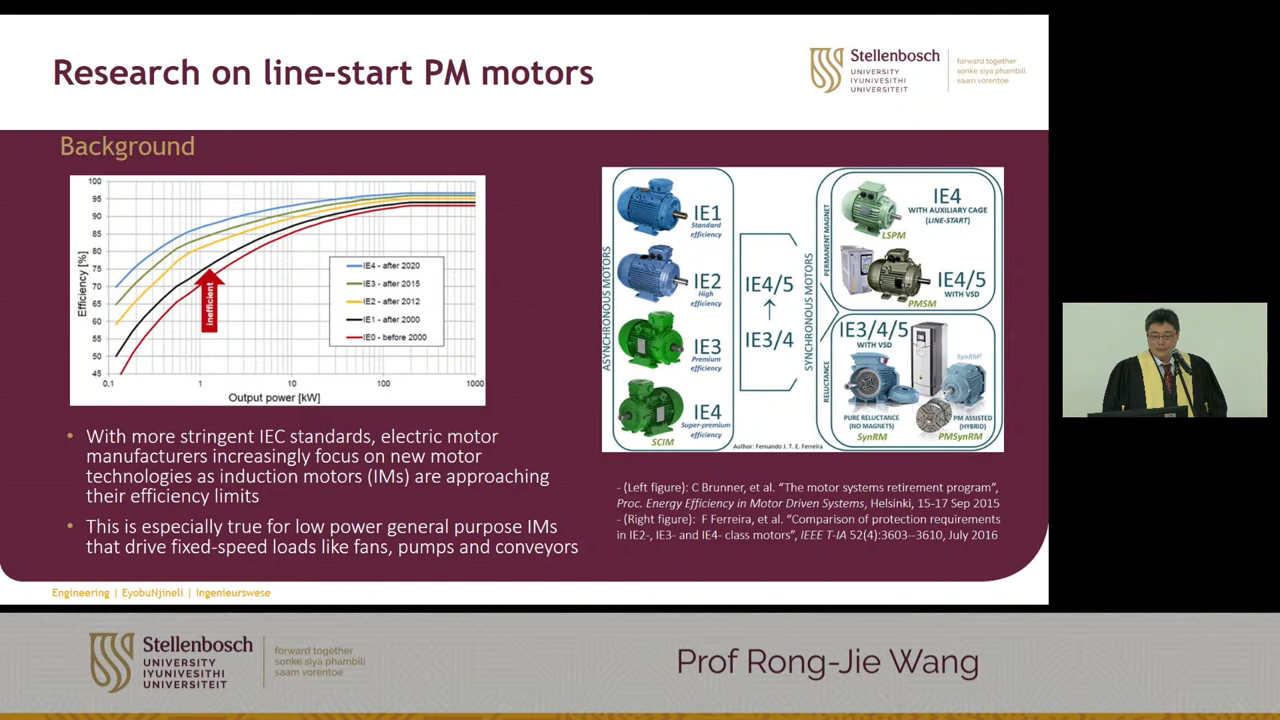 Research on line-start PM motors
Stellenbosch
UNIVERSITY
IYUNIVESITHI
UNIVERSITEIT
forward together
sonke siya phambili
saam vorentoe
Background
100
95
90
85
80
75
70
65
60
55
50
45
Efficiency [%]
0,1
1
10
100
1000
Output power [kW]
inefficient
IE4 - after 2020
IE3 - after 2015
IE2 - after 2012
IE1 - after 2000
IE0 - before 2000
ASYNCHRONOUS MOTORS
IE1
Standard
efficiency
IE2
High
efficiency
IE3
Premium
efficiency
IE4
Super-premium
efficiency
SCIM
IE4/5
IE3/4
SYNCHRONOUS MOTORS
PERMANENT MAGNET
IE4
WITH AUXILIARY CAGE
(LINE-START)
LSPM
IE4/5
WITH VSD
PMSM
RELUCTANCE
IE3/4/5
WITH VSD
SynRM²
PURE RELUCTANCE
(NO MAGNETS)
SynRM
PM ASSISTED
(HYBRID)
PMSynRM
Author: Fernando J. T. E. Ferreira
• With more stringent IEC standards, electric motor
manufacturers increasingly focus on new motor
technologies as induction motors (IMs) are approaching
their efficiency limits
• This is especially true for low power general purpose IMs
that drive fixed-speed loads like fans, pumps and conveyors
- (Left figure): C Brunner, et al. “The motor systems retirement program”,
Proc. Energy Efficiency in Motor Driven Systems, Helsinki, 15-17 Sep 2015
- (Right figure): F Ferreira, et al. “Comparison of protection requirements
in IE2-, IE3- and IE4- class motors”, IEEE T-IA 52(4):3603--3610, July 2016
Engineering | EyobuNjineli | Ingenieurswese
Stellenbosch
UNIVERSITY
IYUNIVESITHI
UNIVERSITEIT
forward together
sonke siya phambili
saam vorentoe
Prof Rong-Jie Wang